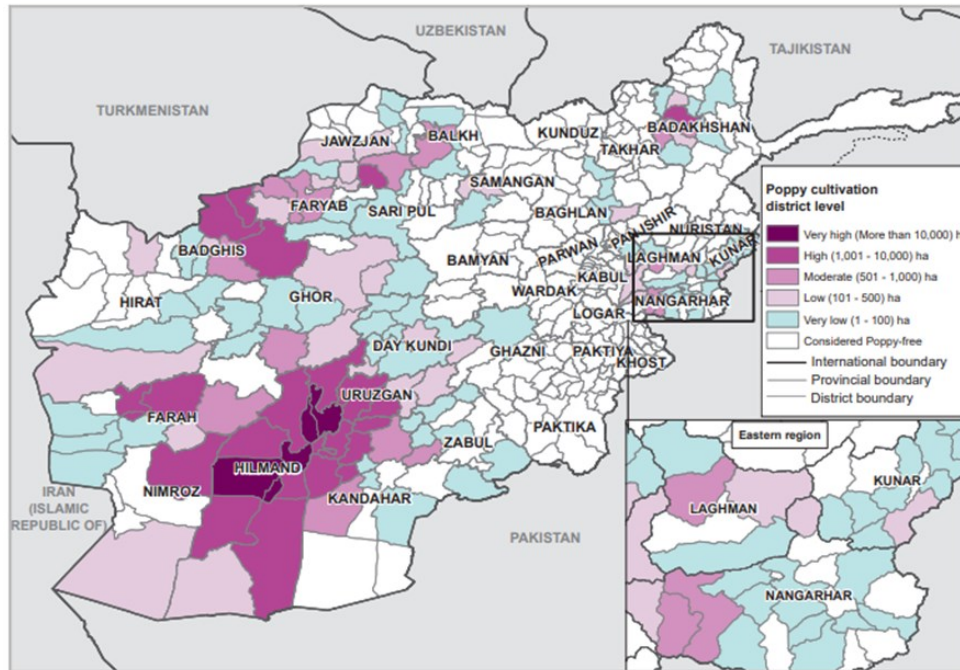 UZBEKISTAN
TAJIKISTAN
TURKMENISTAN
JAWZJAN
BALKH
KUNDUZ
BADAKHSHAN
TAKHAR
SAMANGAN
FARYAB
SARI PUL
BAGHLAN
PANJSHIR
NURISTAN
BADGHIS
PARWAN
LAGHMAN
KUNAR
BAMYAN
KABUL
HIRAT
GHOR
WARDAK
NANGARHAR
LOGAR
DAY KUNDI
GHAZNI
PAKTIYA
KHOST
URUZGAN
FARAH
PAKTIKA
ZABUL
HILMAND
NIMROZ
KANDAHAR
IRAN
(ISLAMIC
REPUBLIC OF)
PAKISTAN
Poppy cultivation
district level
Very high (More than 10,000) h
High (1,001 - 10,000) ha
Moderate (501 - 1,000) ha
Low (101 - 500) ha
Very low (1 - 100) ha
Considered Poppy-free
International boundary
Provincial boundary
District boundary
Eastern region
KUNAR
LAGHMAN
NANGARHAR